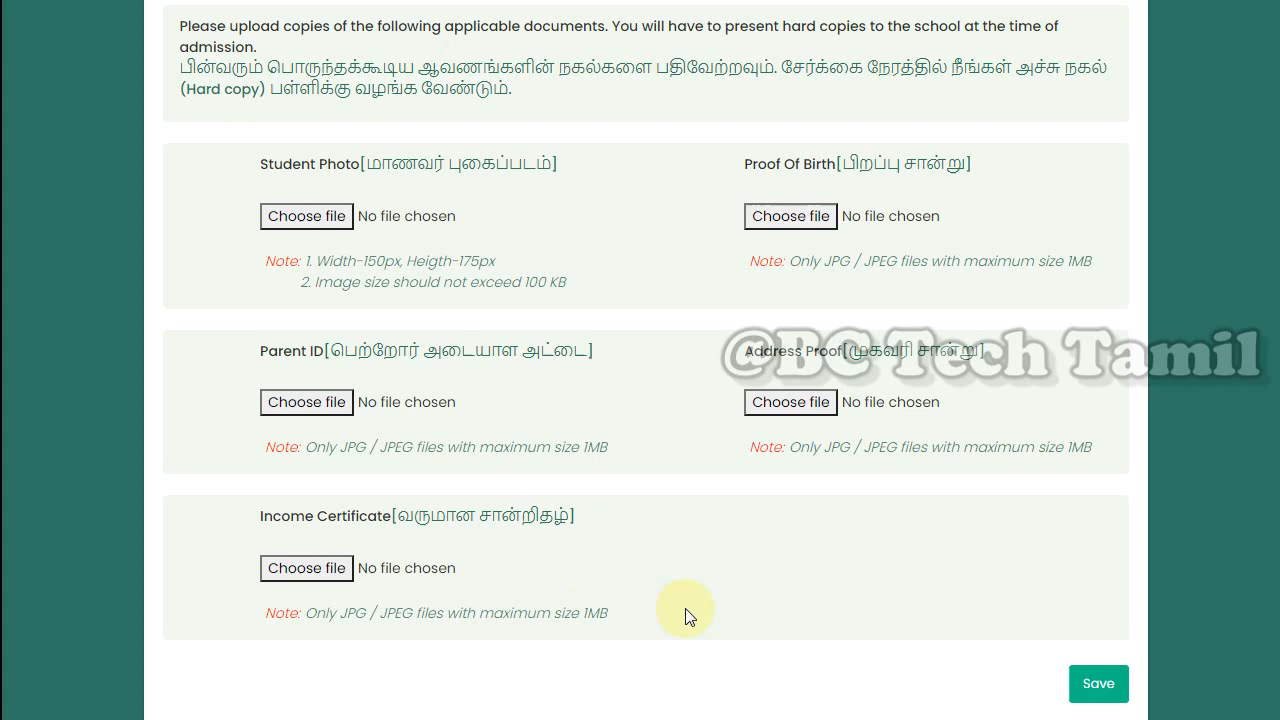 Please upload copies of the following applicable documents. You will have to present hard copies to the school at the time of
admission.
பின்வரும் பொருந்தக்கூடிய ஆவணங்களின் நகல்களை பதிவேற்றவும். சேர்க்கை நேரத்தில் நீங்கள் அச்சு நகல்
(Hard copy) பள்ளிக்கு வழங்க வேண்டும்.
Student Photo[மாணவர் புகைப்படம்]
Proof Of Birth[பிறப்பு சான்று]
Choose file No file chosen
Choose file No file chosen
Note: 1. Width-150px, Heigth-175px
2. Image size should not exceed 100 KB
Note: Only JPG / JPEG files with maximum size 1MB
Parent ID[பெற்றோர் அடையாள அட்டை]
Address Proof[முகவரி சான்று]
@BC Tech Tamil
Choose file No file chosen
Choose file No file chosen
Note: Only JPG / JPEG files with maximum size 1MB
Note: Only JPG / JPEG files with maximum size 1MB
Income Certificate[வருமான சான்றிதழ்]
Choose file No file chosen
Note: Only JPG / JPEG files with maximum size 1MB
Save